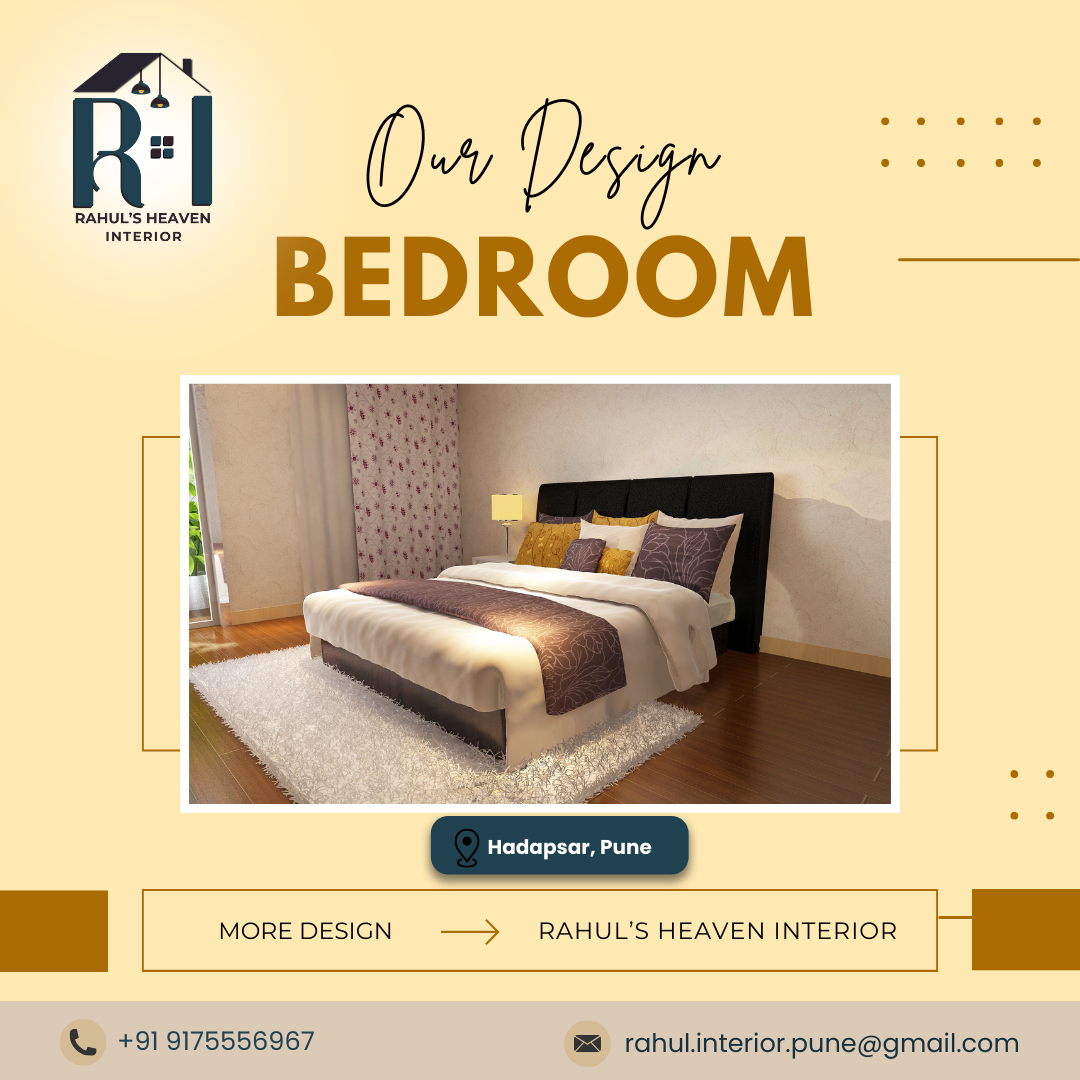 RAHUL'S HEAVEN
INTERIOR
Our Design
BEDROOM
Hadapsar, Pune
MORE DESIGN → RAHUL'S HEAVEN INTERIOR
+91 9175556967
rahul.interior.pune@gmail.com